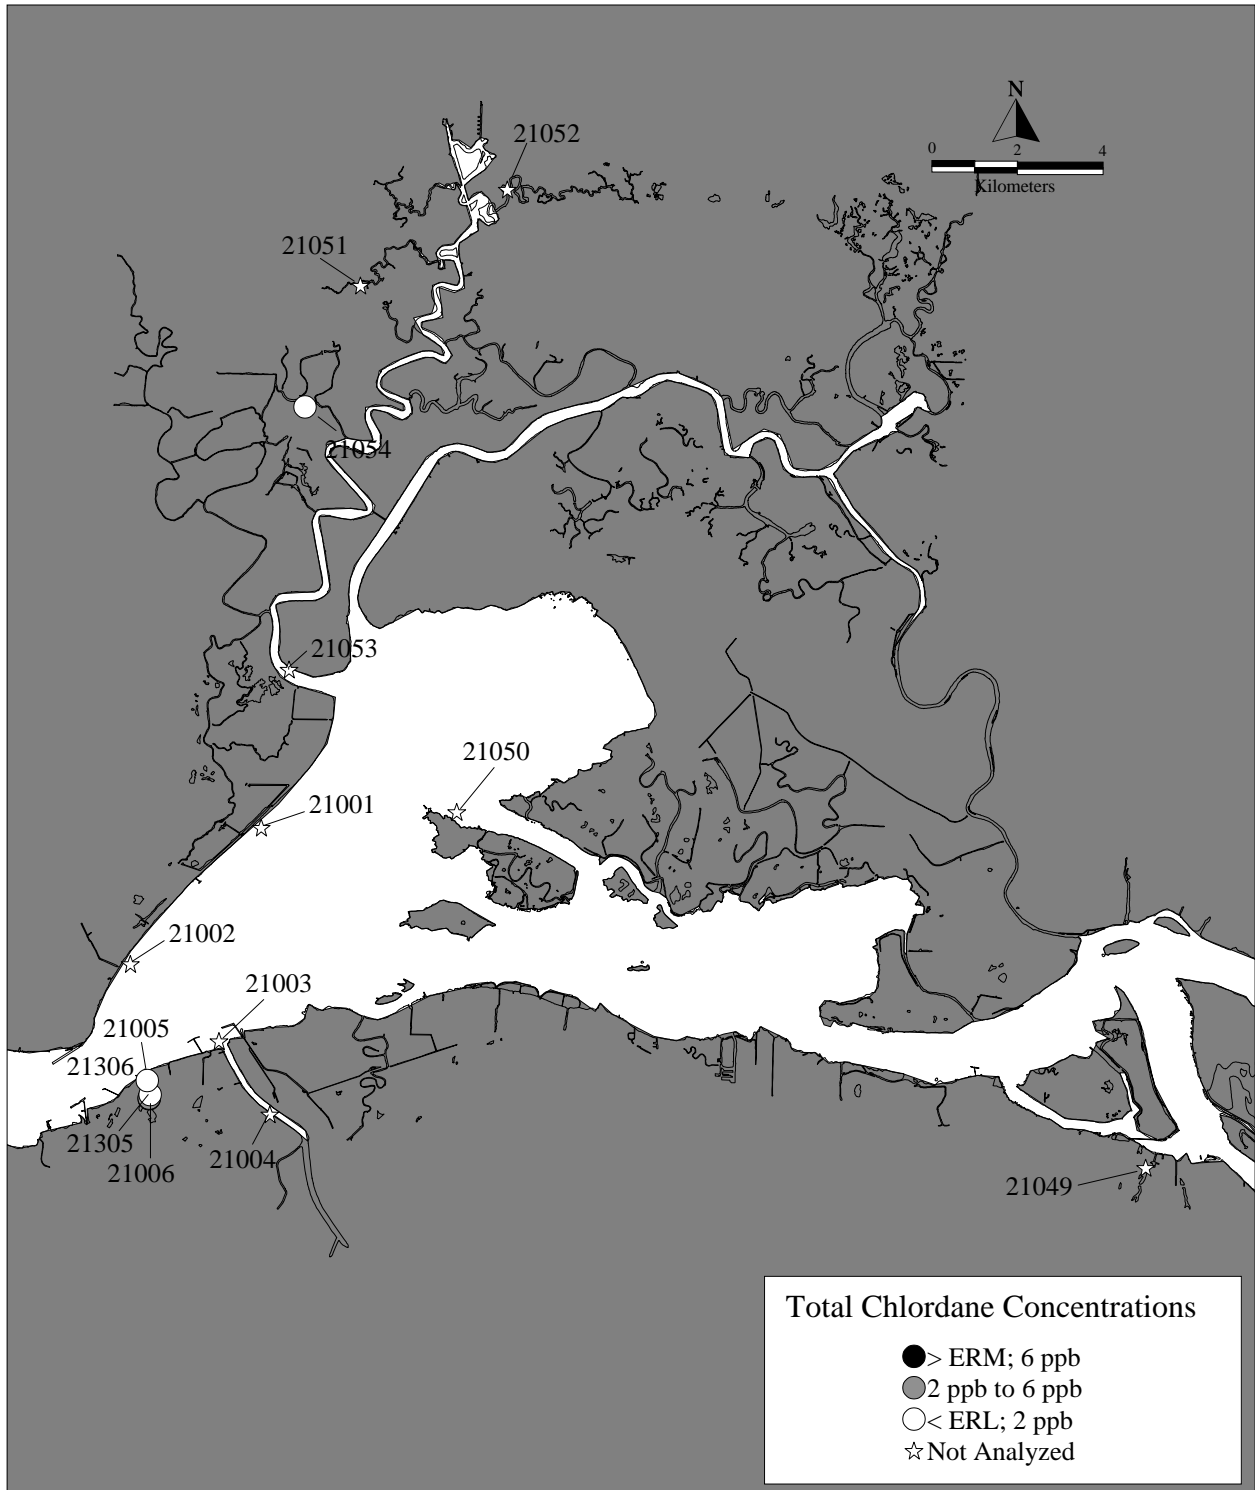 N
0 2 4
Kilometers
21052
21051
21054
21053
21050
21001
21002
21003
21005
21306
21305
21006
21004
21049
Total Chlordane Concentrations
> ERM; 6 ppb
2 ppb to 6 ppb
< ERL; 2 ppb
Not Analyzed